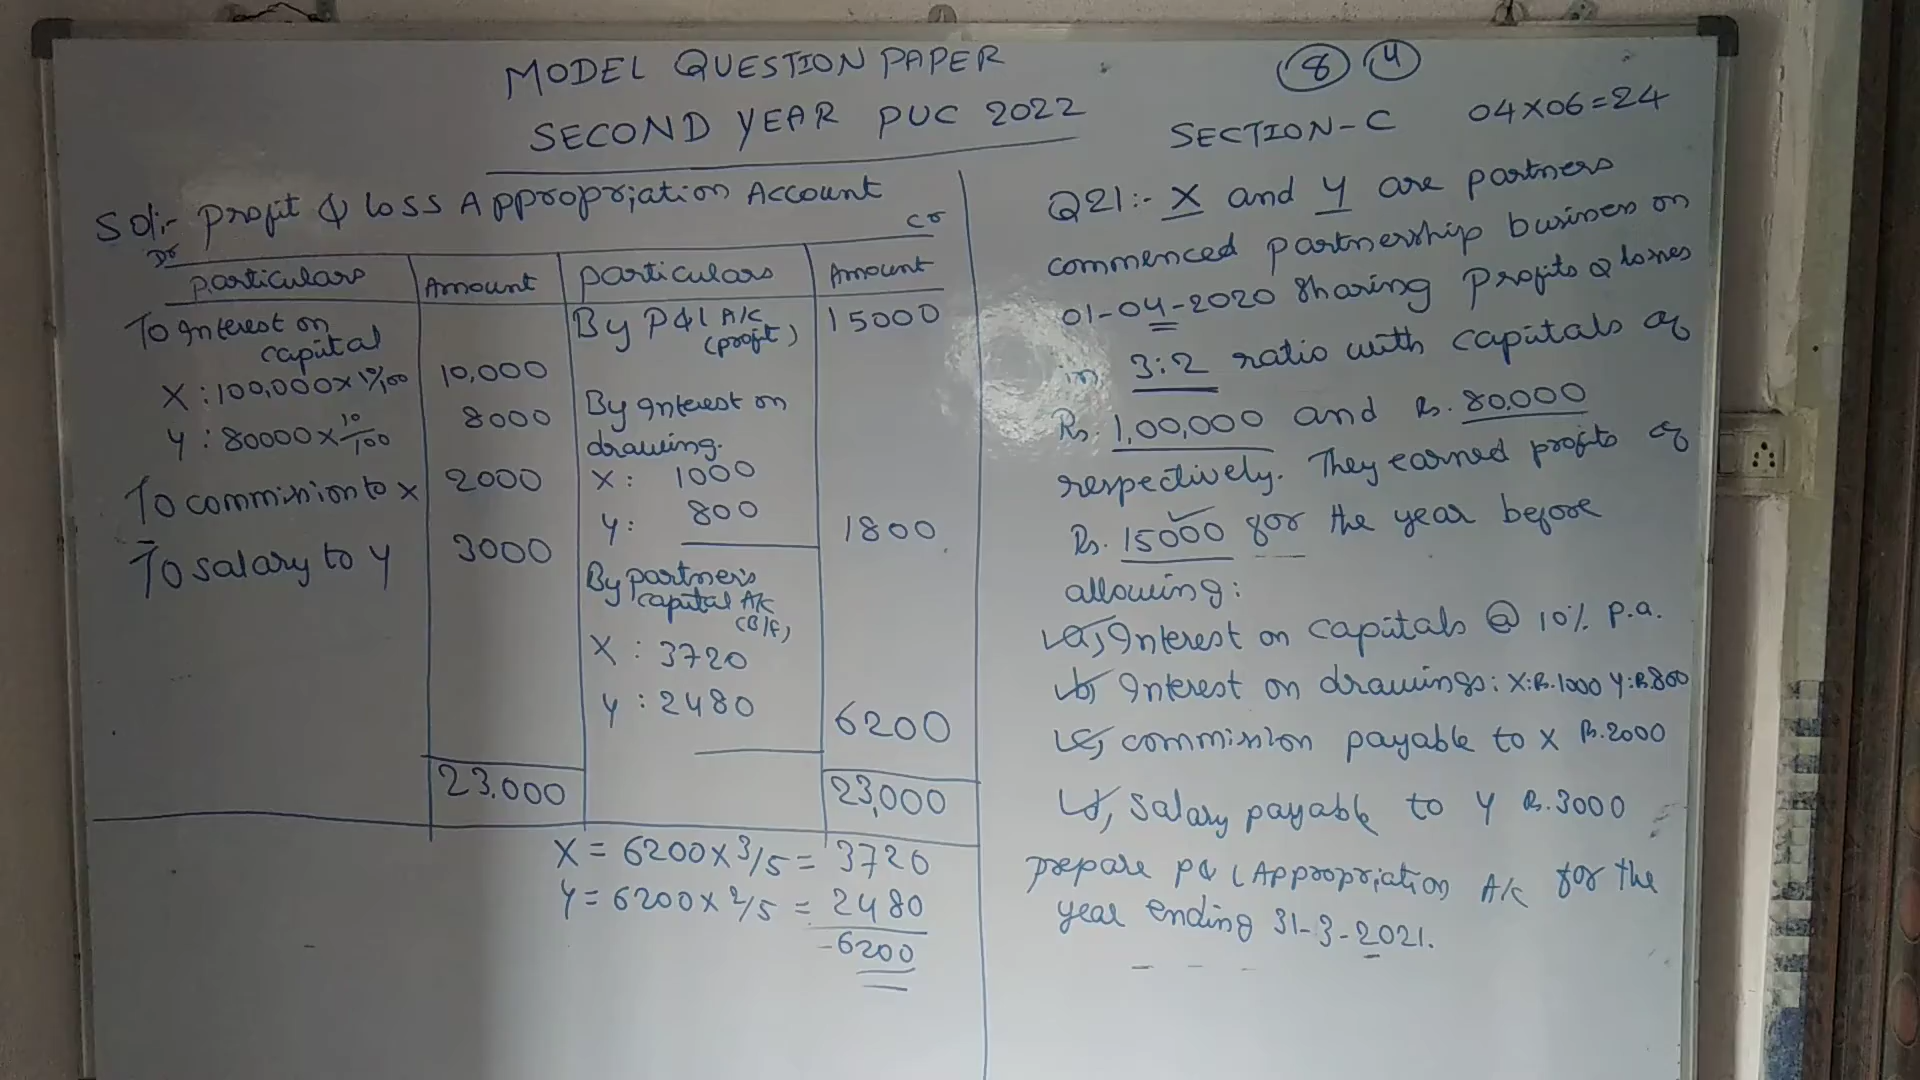 MODEL QUESTION PAPER
SECOND YEAR PUC 2022
8 4
SECTION-C 04X06=24
Sol:- Profit & Loss Appropriation Account
Dr Cr
Particulars Amount Particulars Amount
To Interest on capital
X : 100,000 x 10/100 10,000
Y : 80000 x 10/100 8000
To commission to X 2000
To Salary to Y 3000
23,000
By P&L A/c (profit) 15000
By Interest on
drawing.
X: 1000
Y: 800 1800
By partner's
capital A/c
(B/F)
X : 3720
Y : 2480 6200
23,000
X = 6200 x 3/5 = 3720
Y = 6200 x 2/5 = 2480
6200
Q21:- X and Y are partners
commenced partnership business on
01-04-2020 sharing Profits & losses
in 3:2 ratio with capitals of
Rs. 1,00,000 and Rs. 80,000
respectively. They earned profits of
Rs. 15000 for the year before
allowing:
a, Interest on capitals @ 10% p.a.
b, Interest on drawings: X:Rs.1000 Y:Rs.800
c, commission payable to X Rs.2000
d, Salary payable to Y Rs.3000
prepare P&L Appropriation A/c for the
year ending 31-3-2021.